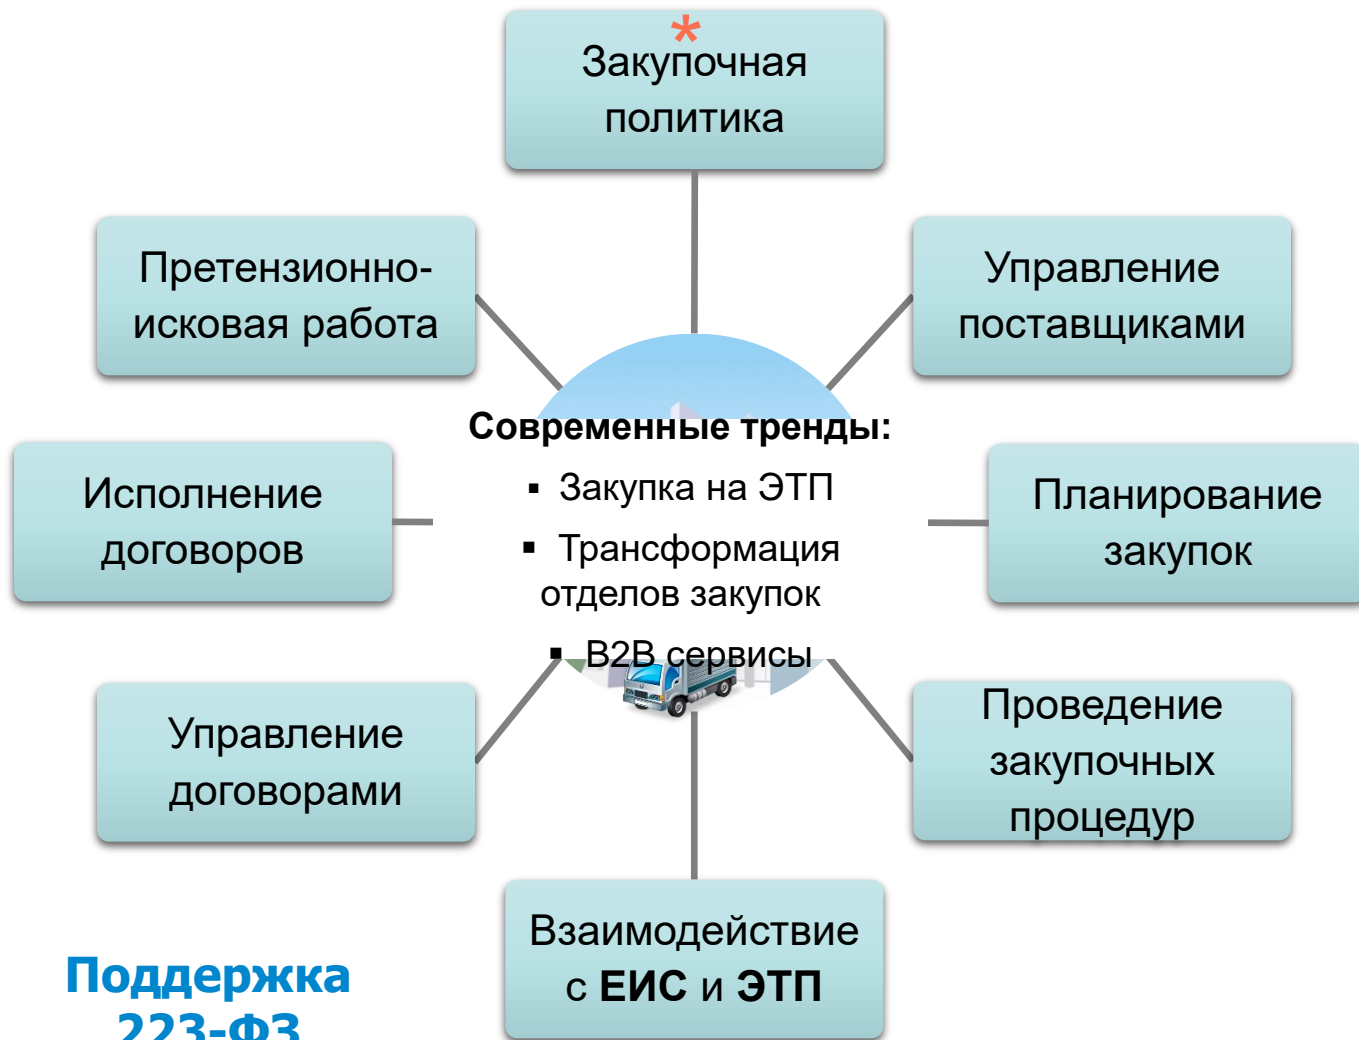 *
Закупочная
политика
Претензионно-
исковая работа
Управление
поставщиками
Современные тренды:
▪ Закупка на ЭТП
▪ Трансформация
отделов закупок
▪ B2B сервисы
Исполнение
договоров
Планирование
закупок
Управление
договорами
Проведение
закупочных
процедур
Взаимодействие
с ЕИС и ЭТП
Поддержка
223-ФЗ